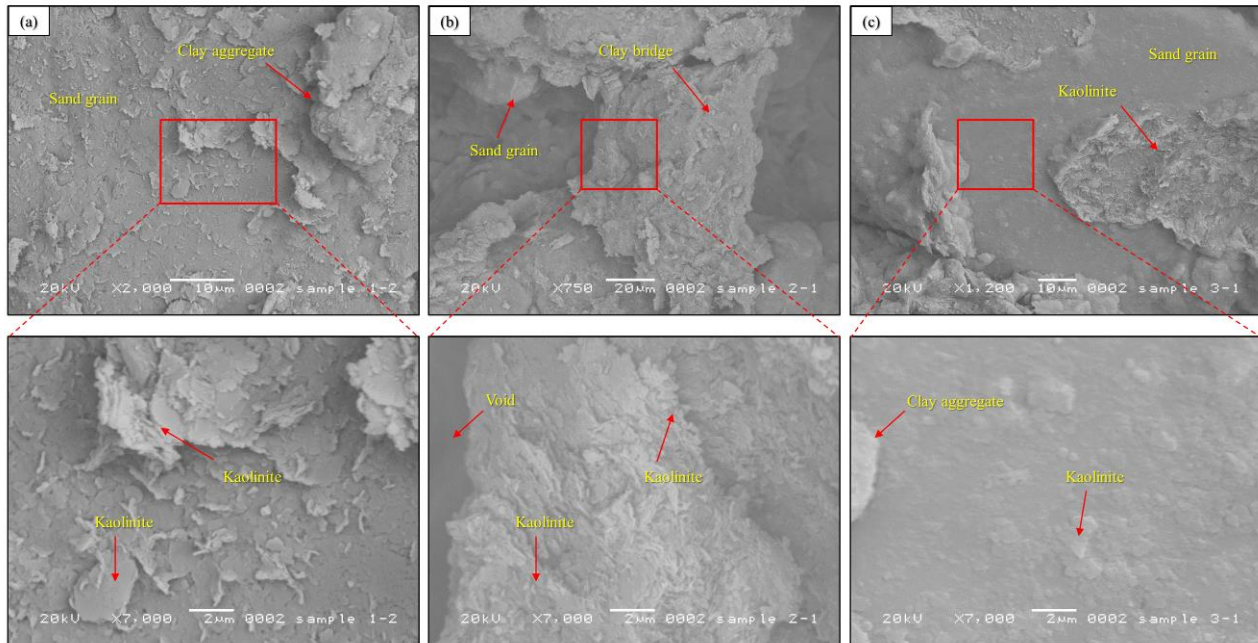 (a)
Clay aggregate
Sand grain
20kV X2,000 10μm 0002 sample 1-2
(b)
Clay bridge
Sand grain
20kV X750 20μm 0002 sample 2-1
(c)
Sand grain
Kaolinite
20kV X1,200 10μm 0002 sample 3-1
Kaolinite
Kaolinite
20kV X7,000 2μm 0002 sample 1-2
Void
Kaolinite
Kaolinite
20kV X7,000 2μm 0002 sample 2-1
Clay aggregate
Kaolinite
20kV X7,000 2μm 0002 sample 3-1